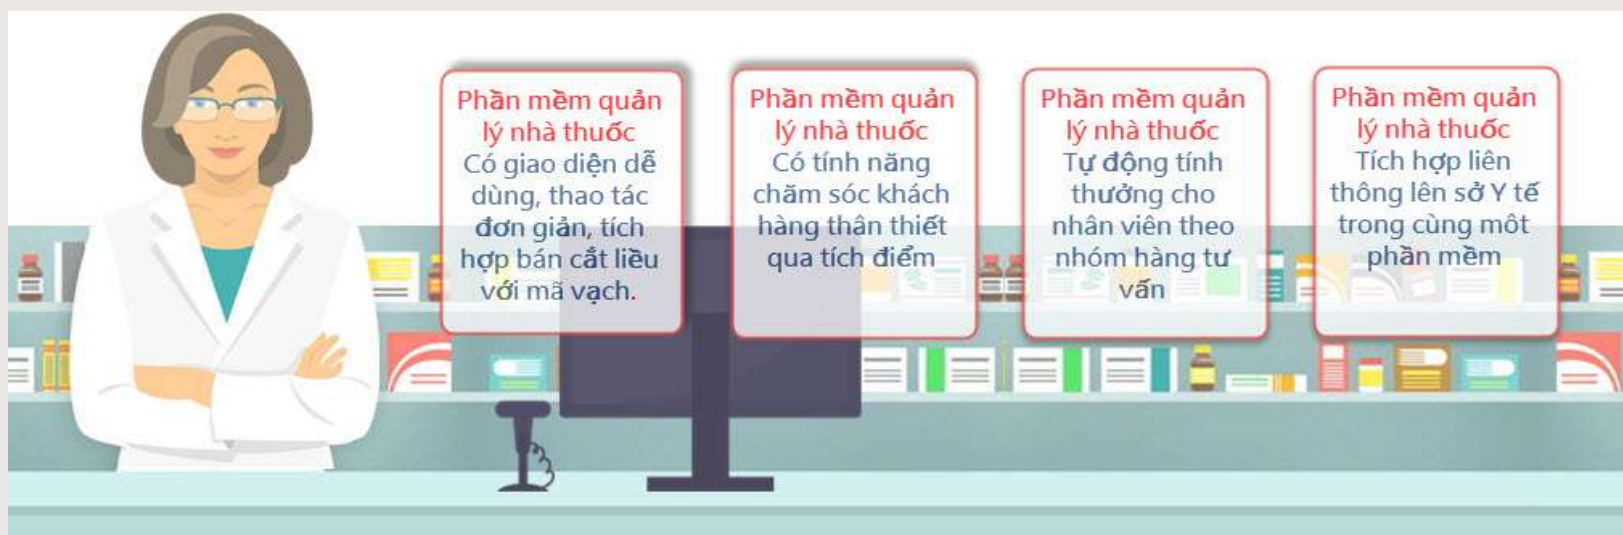 Phần mềm quản
lý nhà thuốc
Có giao diện dễ
dùng, thao tác
đơn giản, tích
hợp bán cắt liều
với mã vạch.
Phần mềm quản
lý nhà thuốc
Có tính năng
chăm sóc khách
hàng thân thiết
qua tích điểm
Phần mềm quản
lý nhà thuốc
Tự động tính
thưởng cho
nhân viên theo
nhóm hàng tư
vấn
Phần mềm quản
lý nhà thuốc
Tích hợp liên
thông lên sở Y tế
trong cùng môt
phần mềm